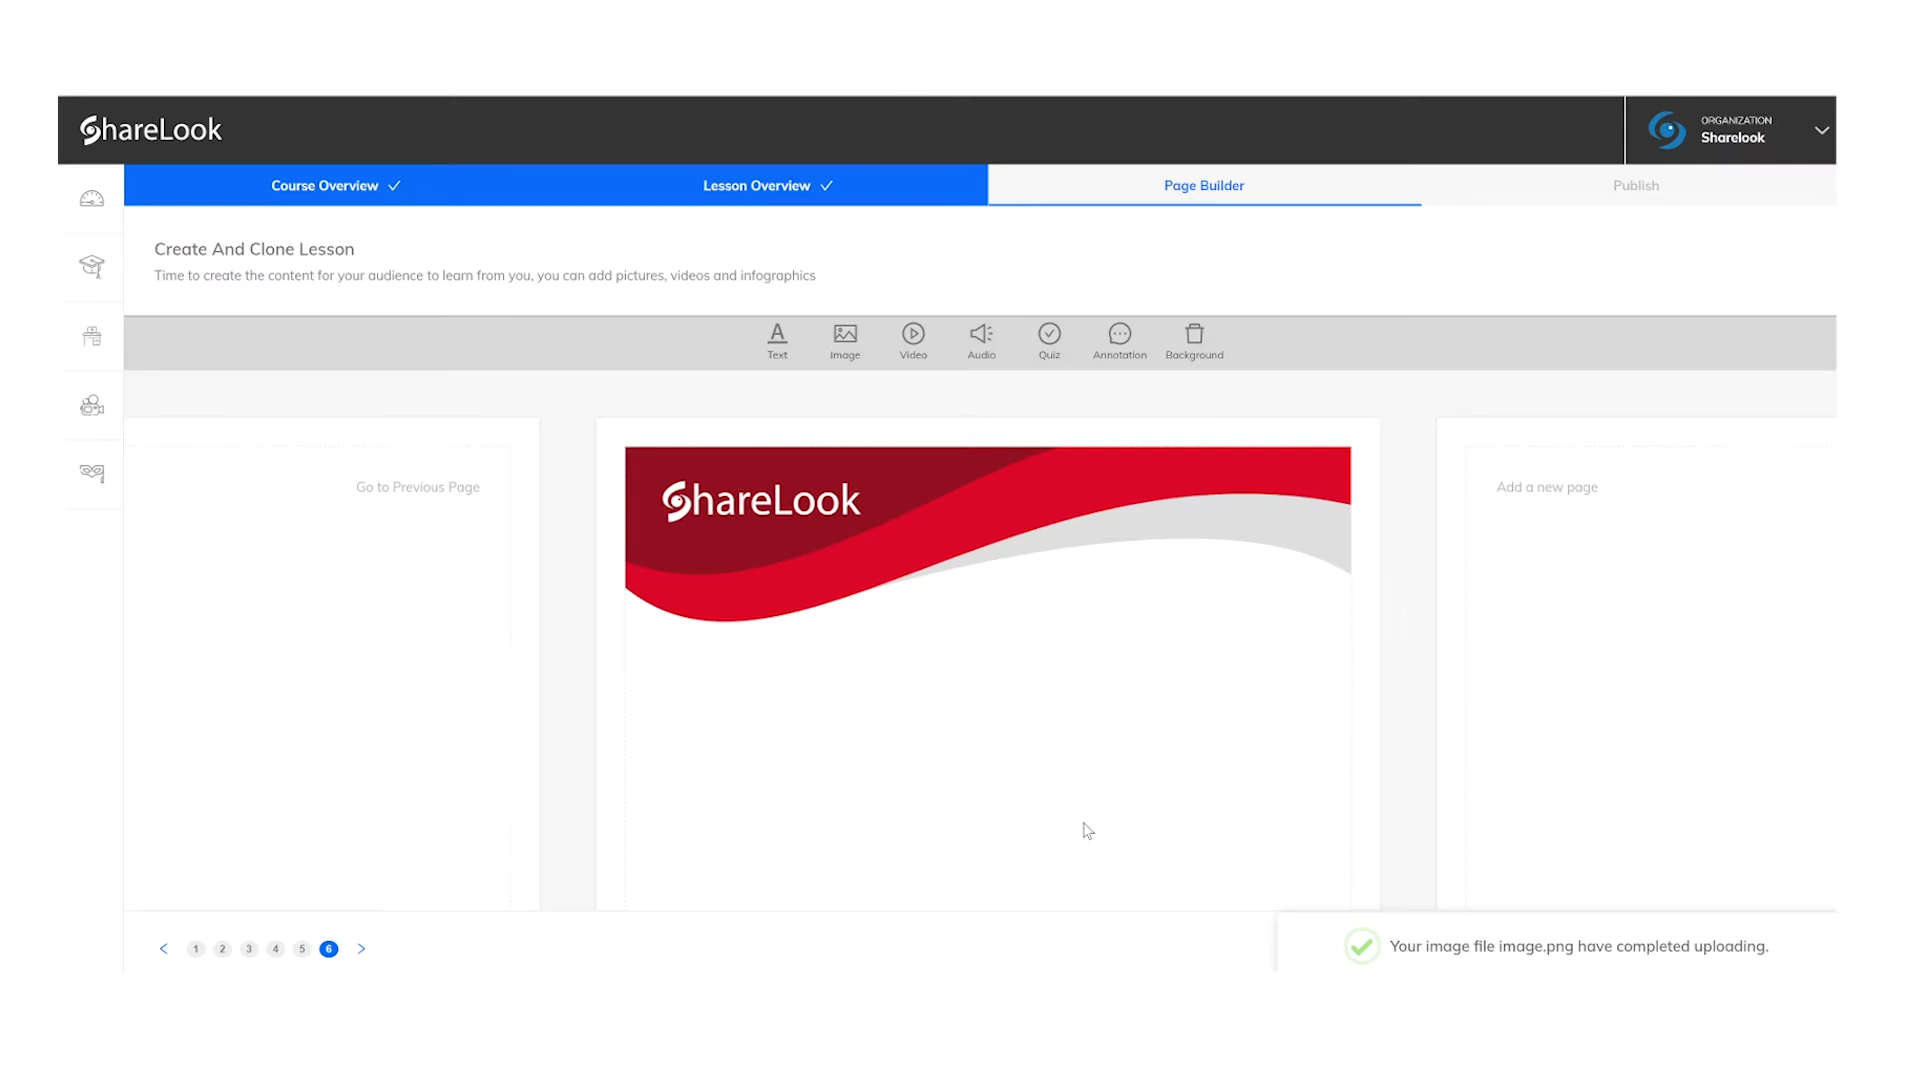 ShareLook
ORGANIZATION
Sharelook
Course Overview
Lesson Overview
Page Builder
Publish
Create And Clone Lesson
Time to create the content for your audience to learn from you, you can add pictures, videos and infographics
Text
Image
Video
Audio
Quiz
Annotation
Background
Go to Previous Page
ShareLook
Add a new page
1 2 3 4 5 6
Your image file image.png have completed uploading.